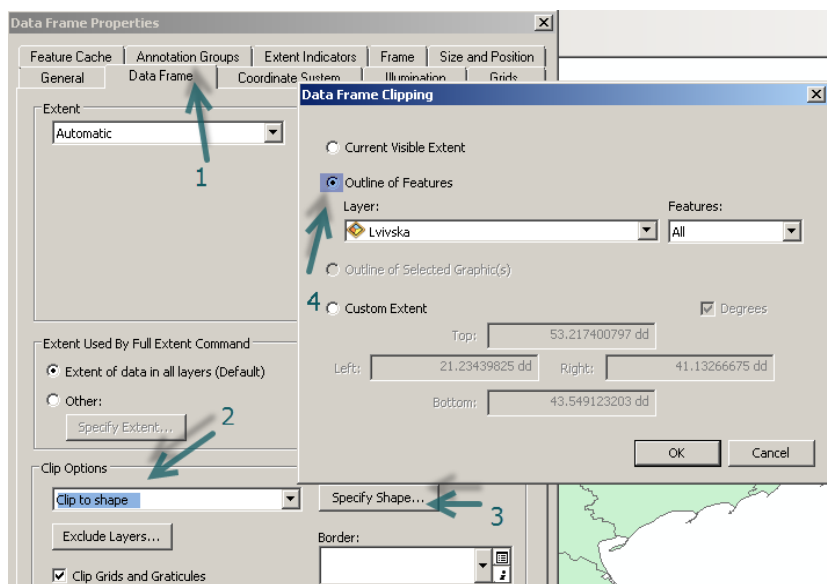 Data Frame Properties
Feature Cache Annotation Groups Extent Indicators Frame Size and Position
General Data Frame Coordinate System Illumination Grids
Extent
Automatic
1
Data Frame Clipping
Current Visible Extent
Outline of Features
Layer: Features:
Lvivska All
Outline of Selected Graphic(s)
4
Custom Extent Degrees
Top: 53.217400797 dd
Left: 21.23439825 dd Right: 41.13266675 dd
Bottom: 43.549123203 dd
OK Cancel
Extent Used By Full Extent Command
Extent of data in all layers (Default)
Other:
Specify Extent...
2
Clip Options
Clip to shape Specify Shape...
3
Exclude Layers... Border:
Clip Grids and Graticules